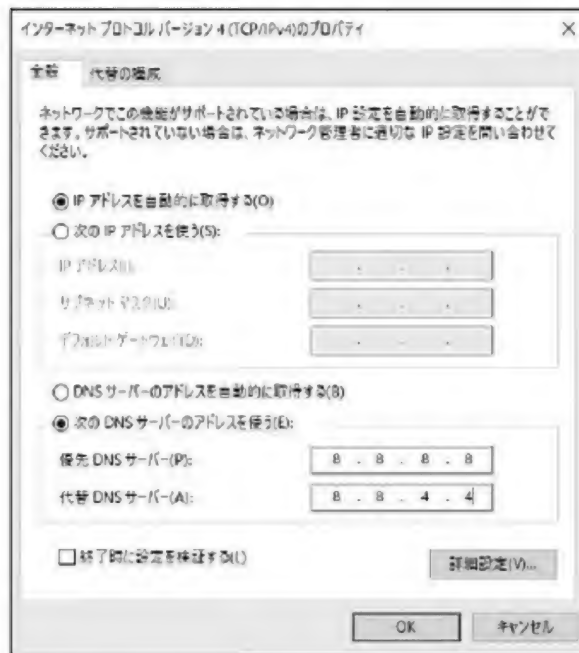 インターネット プロトコル バージョン 4 (TCP/IPv4)のプロパティ
全般 代替の構成
ネットワークでこの機能がサポートされている場合は、IP 設定を自動的に取得することがで
きます。サポートされていない場合は、ネットワーク管理者に適切な IP 設定を問い合わせて
ください。
IP アドレスを自動的に取得する(O)
次の IP アドレスを使う(S):
IP アドレス(I):
サブネット マスク(U):
デフォルト ゲートウェイ(D):
DNS サーバーのアドレスを自動的に取得する(B)
次の DNS サーバーのアドレスを使う(E):
優先 DNS サーバー(P): 8 . 8 . 8 . 8
代替 DNS サーバー(A): 8 . 8 . 4 . 4
終了時に設定を検証する(L)
詳細設定(V)...
OK キャンセル